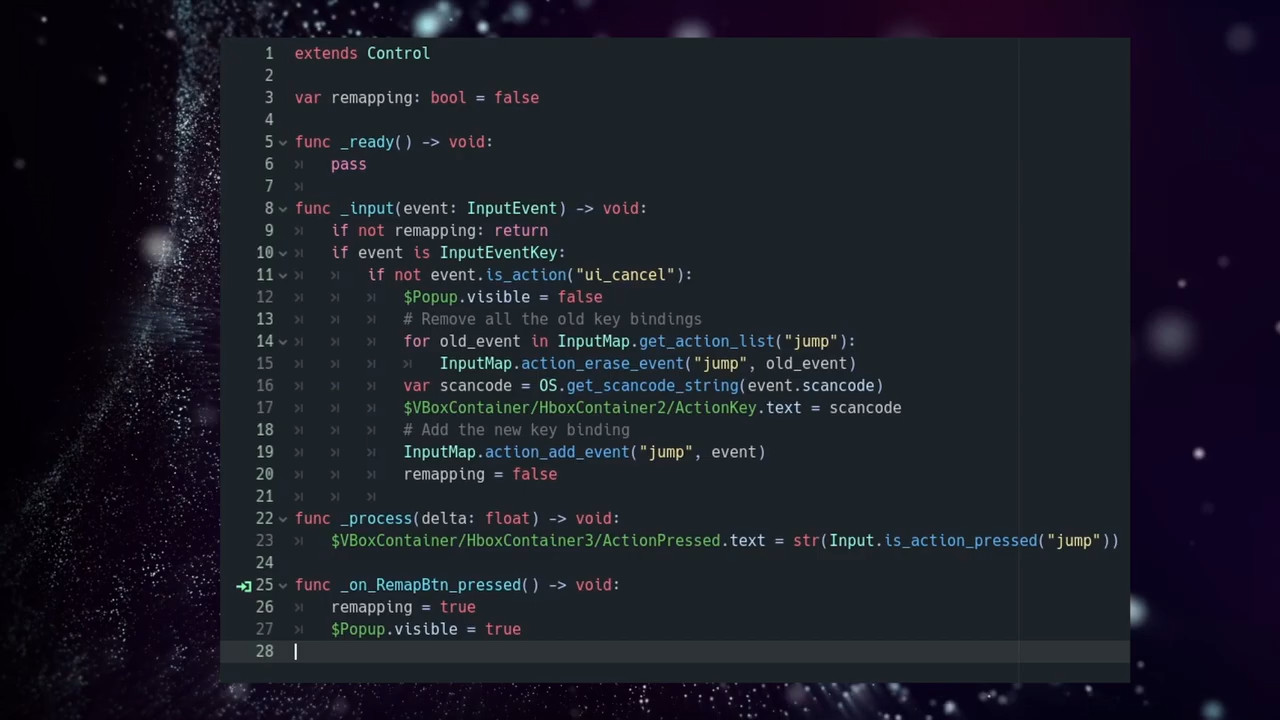 1 extends Control
2
3 var remapping: bool = false
4
5 func _ready() -> void:
6 pass
7
8 func _input(event: InputEvent) -> void:
9 if not remapping: return
10 if event is InputEventKey:
11 if not event.is_action("ui_cancel"):
12 $Popup.visible = false
13 # Remove all the old key bindings
14 for old_event in InputMap.get_action_list("jump"):
15 InputMap.action_erase_event("jump", old_event)
16 var scancode = OS.get_scancode_string(event.scancode)
17 $VBoxContainer/HboxContainer2/ActionKey.text = scancode
18 # Add the new key binding
19 InputMap.action_add_event("jump", event)
20 remapping = false
21
22 func _process(delta: float) -> void:
23 $VBoxContainer/HboxContainer3/ActionPressed.text = str(Input.is_action_pressed("jump"))
24
25 func _on_RemapBtn_pressed() -> void:
26 remapping = true
27 $Popup.visible = true
28